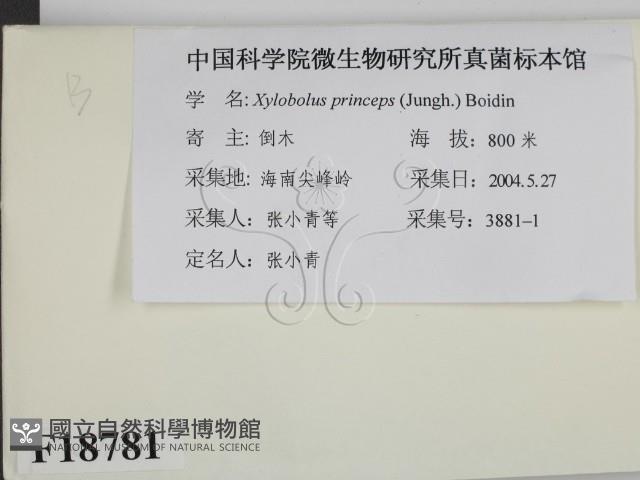 中国科学院微生物研究所真菌标本馆
学 名: Xylobolus princeps (Jungh.) Boidin
寄 主: 倒木 海 拔: 800 米
采集地: 海南尖峰岭 采集日: 2004.5.27
采集人: 张小青等 采集号: 3881-1
定名人: 张小青
B
國立自然科學博物館
NATIONAL MUSEUM OF NATURAL SCIENCE
F18781